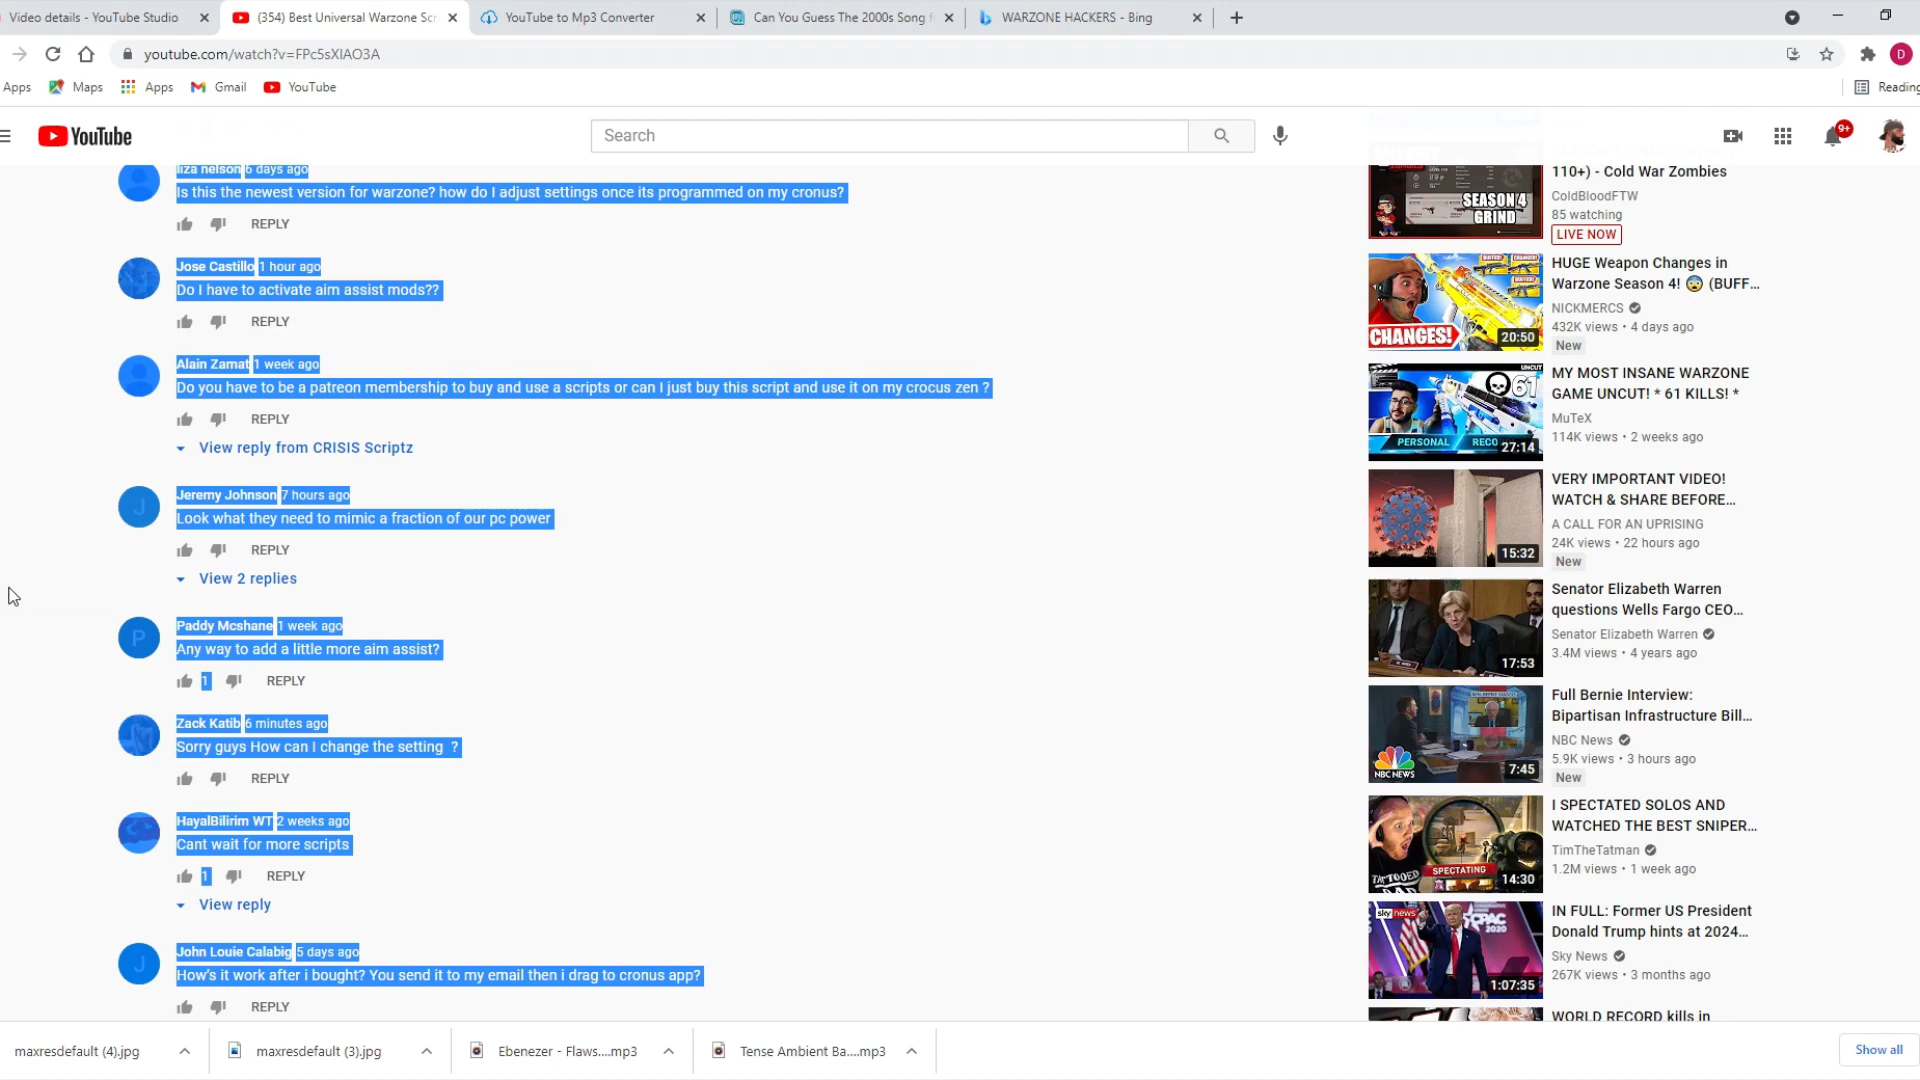 Video details - YouTube Studio
(354) Best Universal Warzone Scr
YouTube to Mp3 Converter
Can You Guess The 2000s Song f
WARZONE HACKERS - Bing
youtube.com/watch?v=FPc5sXIAO3A
D
Apps
Maps
Apps
Gmail
YouTube
Reading
YouTube
Search
9+
liza nelson 6 days ago
Is this the newest version for warzone? how do I adjust settings once its programmed on my cronus?
REPLY
Jose Castillo 1 hour ago
Do I have to activate aim assist mods??
REPLY
Alain Zamat 1 week ago
Do you have to be a patreon membership to buy and use a scripts or can I just buy this script and use it on my crocus zen ?
REPLY
View reply from CRISIS Scriptz
J
Jeremy Johnson 7 hours ago
Look what they need to mimic a fraction of our pc power
REPLY
View 2 replies
P
Paddy Mcshane 1 week ago
Any way to add a little more aim assist?
1
REPLY
Zack Katib 6 minutes ago
Sorry guys How can I change the setting ?
REPLY
HayalBilirim WT 2 weeks ago
Cant wait for more scripts
1
REPLY
View reply
J
John Louie Calabig 5 days ago
How's it work after i bought? You send it to my email then i drag to cronus app?
REPLY
SEASON 4
GRIND
110+) - Cold War Zombies
ColdBloodFTW
85 watching
LIVE NOW
CHANGES!
20:50
HUGE Weapon Changes in
Warzone Season 4! 😨 (BUFF...
NICKMERCS
432K views • 4 days ago
New
UNCUT
61
PERSONAL RECO
27:14
MY MOST INSANE WARZONE
GAME UNCUT! * 61 KILLS! *
MuTeX
114K views • 2 weeks ago
15:32
VERY IMPORTANT VIDEO!
WATCH & SHARE BEFORE...
A CALL FOR AN UPRISING
24K views • 22 hours ago
New
17:53
Senator Elizabeth Warren
questions Wells Fargo CEO...
Senator Elizabeth Warren
3.4M views • 4 years ago
NBC NEWS
7:45
Full Bernie Interview:
Bipartisan Infrastructure Bill...
NBC News
5.9K views • 3 hours ago
New
TATTOOED
DAD
SPECTATING
14:30
I SPECTATED SOLOS AND
WATCHED THE BEST SNIPER...
TimTheTatman
1.2M views • 1 week ago
sky news
CPAC
2020
1:07:35
IN FULL: Former US President
Donald Trump hints at 2024...
Sky News
267K views • 3 months ago
WORLD RECORD kills in
maxresdefault (4).jpg
maxresdefault (3).jpg
Ebenezer - Flaws....mp3
Tense Ambient Ba....mp3
Show all